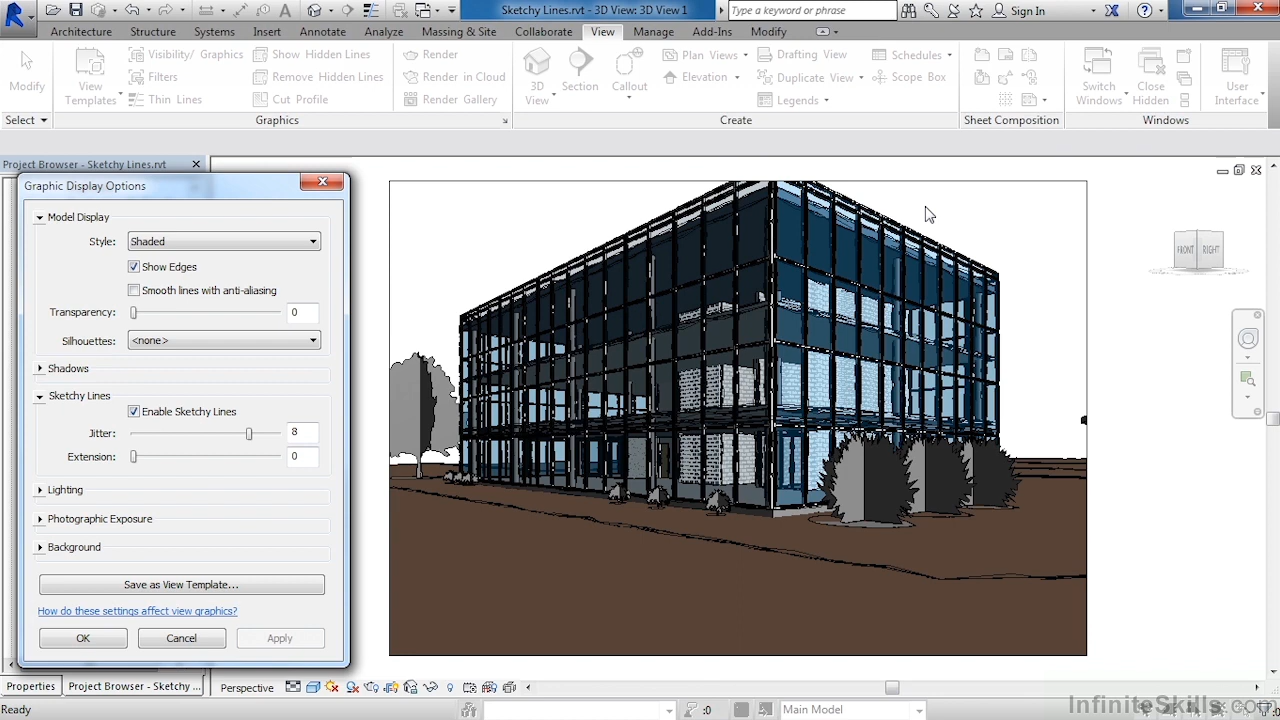 Sketchy Lines.rvt - 3D View: 3D View 1
Type a keyword or phrase
Sign In
Architecture Structure Systems Insert Annotate Analyze Massing & Site Collaborate View Manage Add-Ins Modify
Modify
View Templates
Visibility/ Graphics
Filters
Thin Lines
Show Hidden Lines
Remove Hidden Lines
Cut Profile
Render
Render in Cloud
Render Gallery
3D View
Section
Callout
Plan Views
Elevation
Drafting View
Duplicate View
Legends
Schedules
Scope Box
Switch Windows
Close Hidden
User Interface
Select Graphics Create Sheet Composition Windows
Project Browser - Sketchy Lines.rvt
Graphic Display Options
Model Display
Style: Shaded
Show Edges
Smooth lines with anti-aliasing
Transparency: 0
Silhouettes: <none>
Shadows
Sketchy Lines
Enable Sketchy Lines
Jitter: 8
Extension: 0
Lighting
Photographic Exposure
Background
Save as View Template...
How do these settings affect view graphics?
OK Cancel Apply
FRONT RIGHT
Properties Project Browser - Sketchy ...
Perspective
Ready
:0
Main Model
InfiniteSkills.com
:0